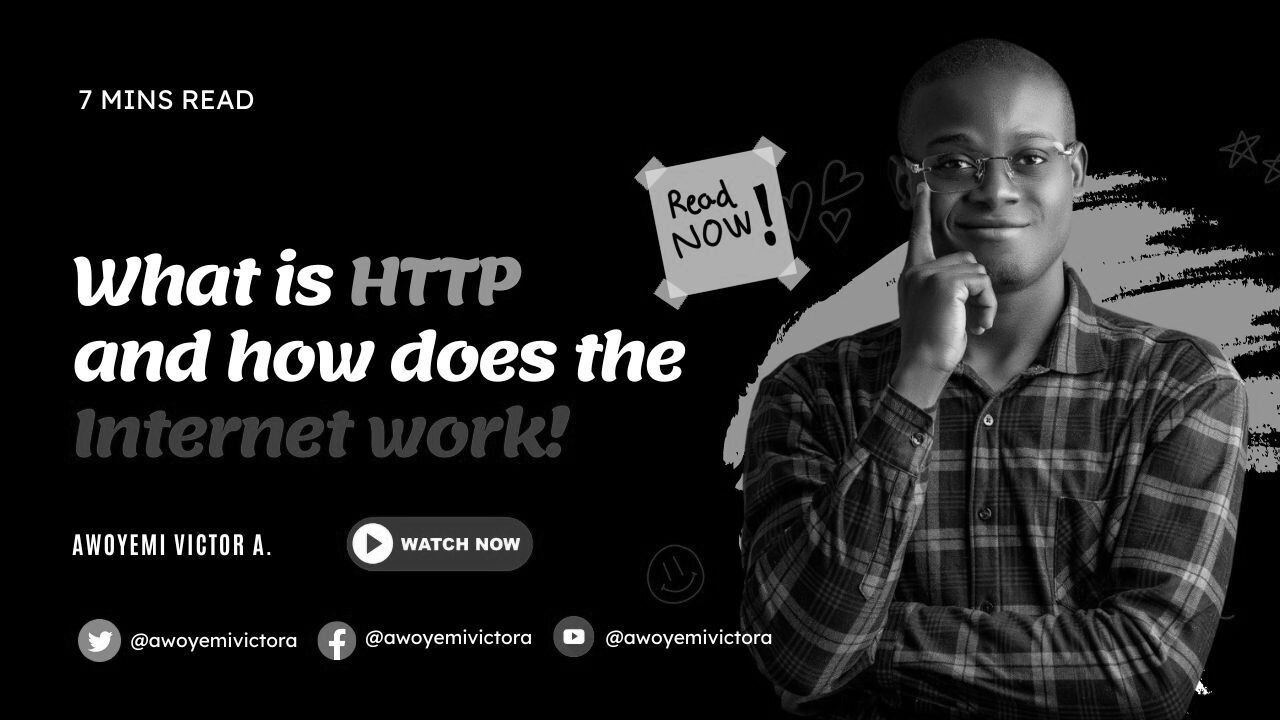 7 MINS READ
Read
NOW!
What is HTTP
and how does the
Internet work!
AWOYEMI VICTOR A.
WATCH NOW
@awoyemivictora
@awoyemivictora
@awoyemivictora